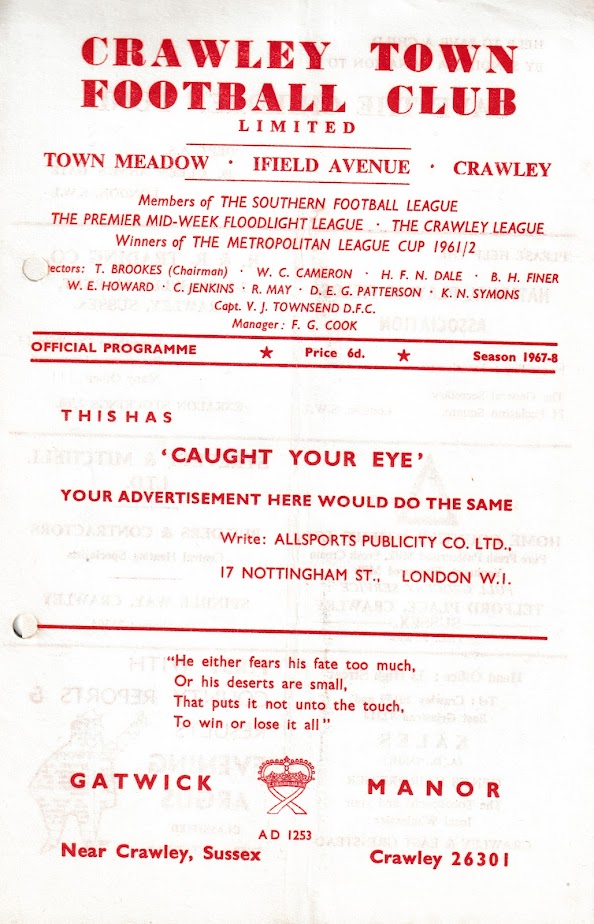 CRAWLEY TOWN
FOOTBALL CLUB
LIMITED
TOWN MEADOW · IFIELD AVENUE · CRAWLEY
Members of THE SOUTHERN FOOTBALL LEAGUE
THE PREMIER MID-WEEK FLOODLIGHT LEAGUE · THE CRAWLEY LEAGUE
Winners of THE METROPOLITAN LEAGUE CUP 1961/2
ectors: T. BROOKES (Chairman) · W. C. CAMERON · H. F. N. DALE · B. H. FINER
W. E. HOWARD · C. JENKINS · R. MAY · D. E. G. PATTERSON · K. N. SYMONS
Capt. V. J. TOWNSEND D.F.C.
Manager: F. G. COOK
OFFICIAL PROGRAMME ★ Price 6d. ★ Season 1967-8
THIS HAS
'CAUGHT YOUR EYE'
YOUR ADVERTISEMENT HERE WOULD DO THE SAME
Write: ALLSPORTS PUBLICITY CO. LTD.,
17 NOTTINGHAM ST., LONDON W.1.
"He either fears his fate too much,
Or his deserts are small,
That puts it not unto the touch,
To win or lose it all"
GATWICK MANOR
AD 1253
Near Crawley, Sussex Crawley 26301